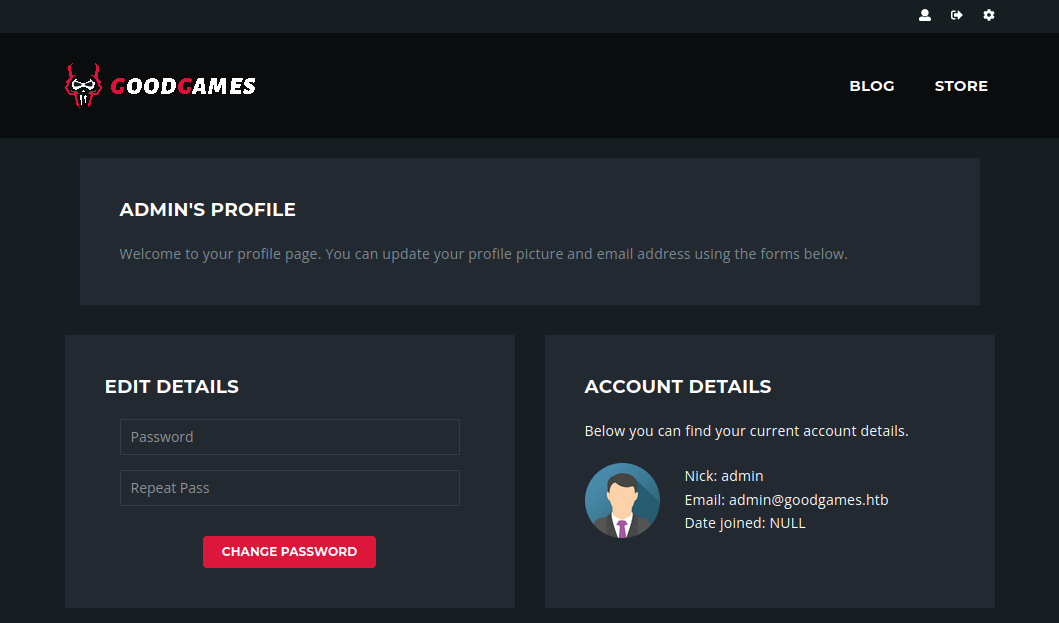 GOODGAMES
BLOG
STORE
ADMIN'S PROFILE
Welcome to your profile page. You can update your profile picture and email address using the forms below.
EDIT DETAILS
Password
Repeat Pass
CHANGE PASSWORD
ACCOUNT DETAILS
Below you can find your current account details.
Nick: admin
Email: admin@goodgames.htb
Date joined: NULL